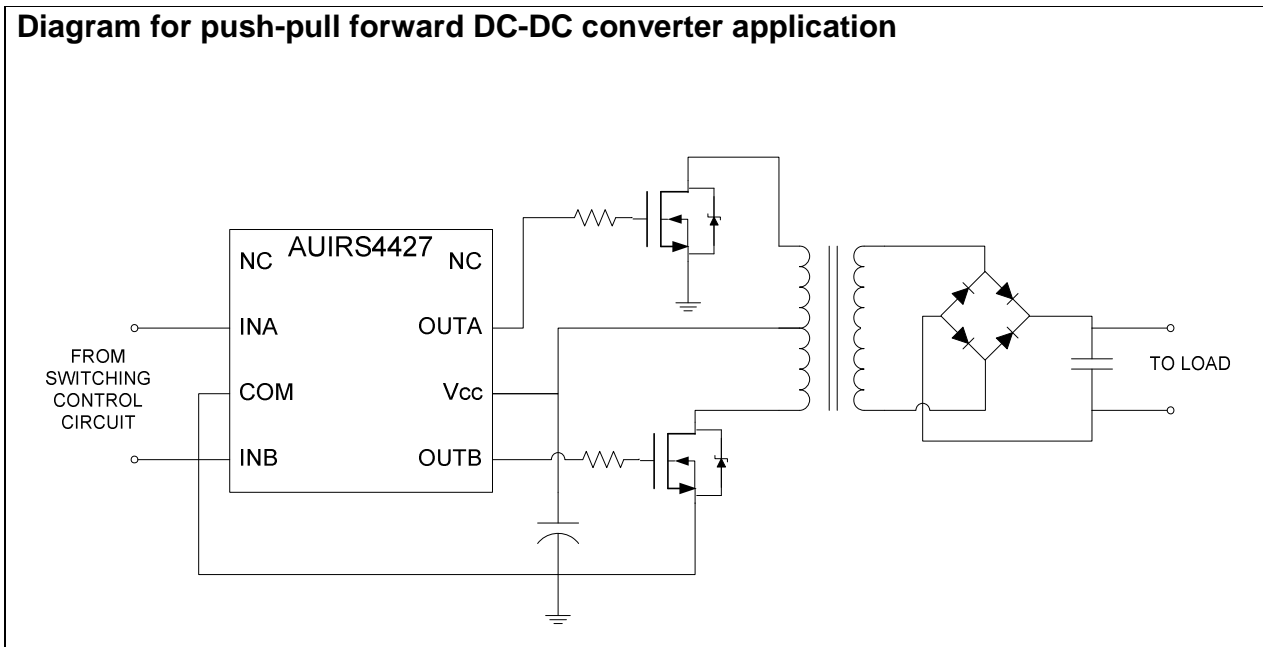 Diagram for push-pull forward DC-DC converter application
AUIRS4427
NC
NC
INA
OUTA
FROM
SWITCHING
CONTROL
CIRCUIT
COM
Vcc
TO LOAD
INB
OUTB